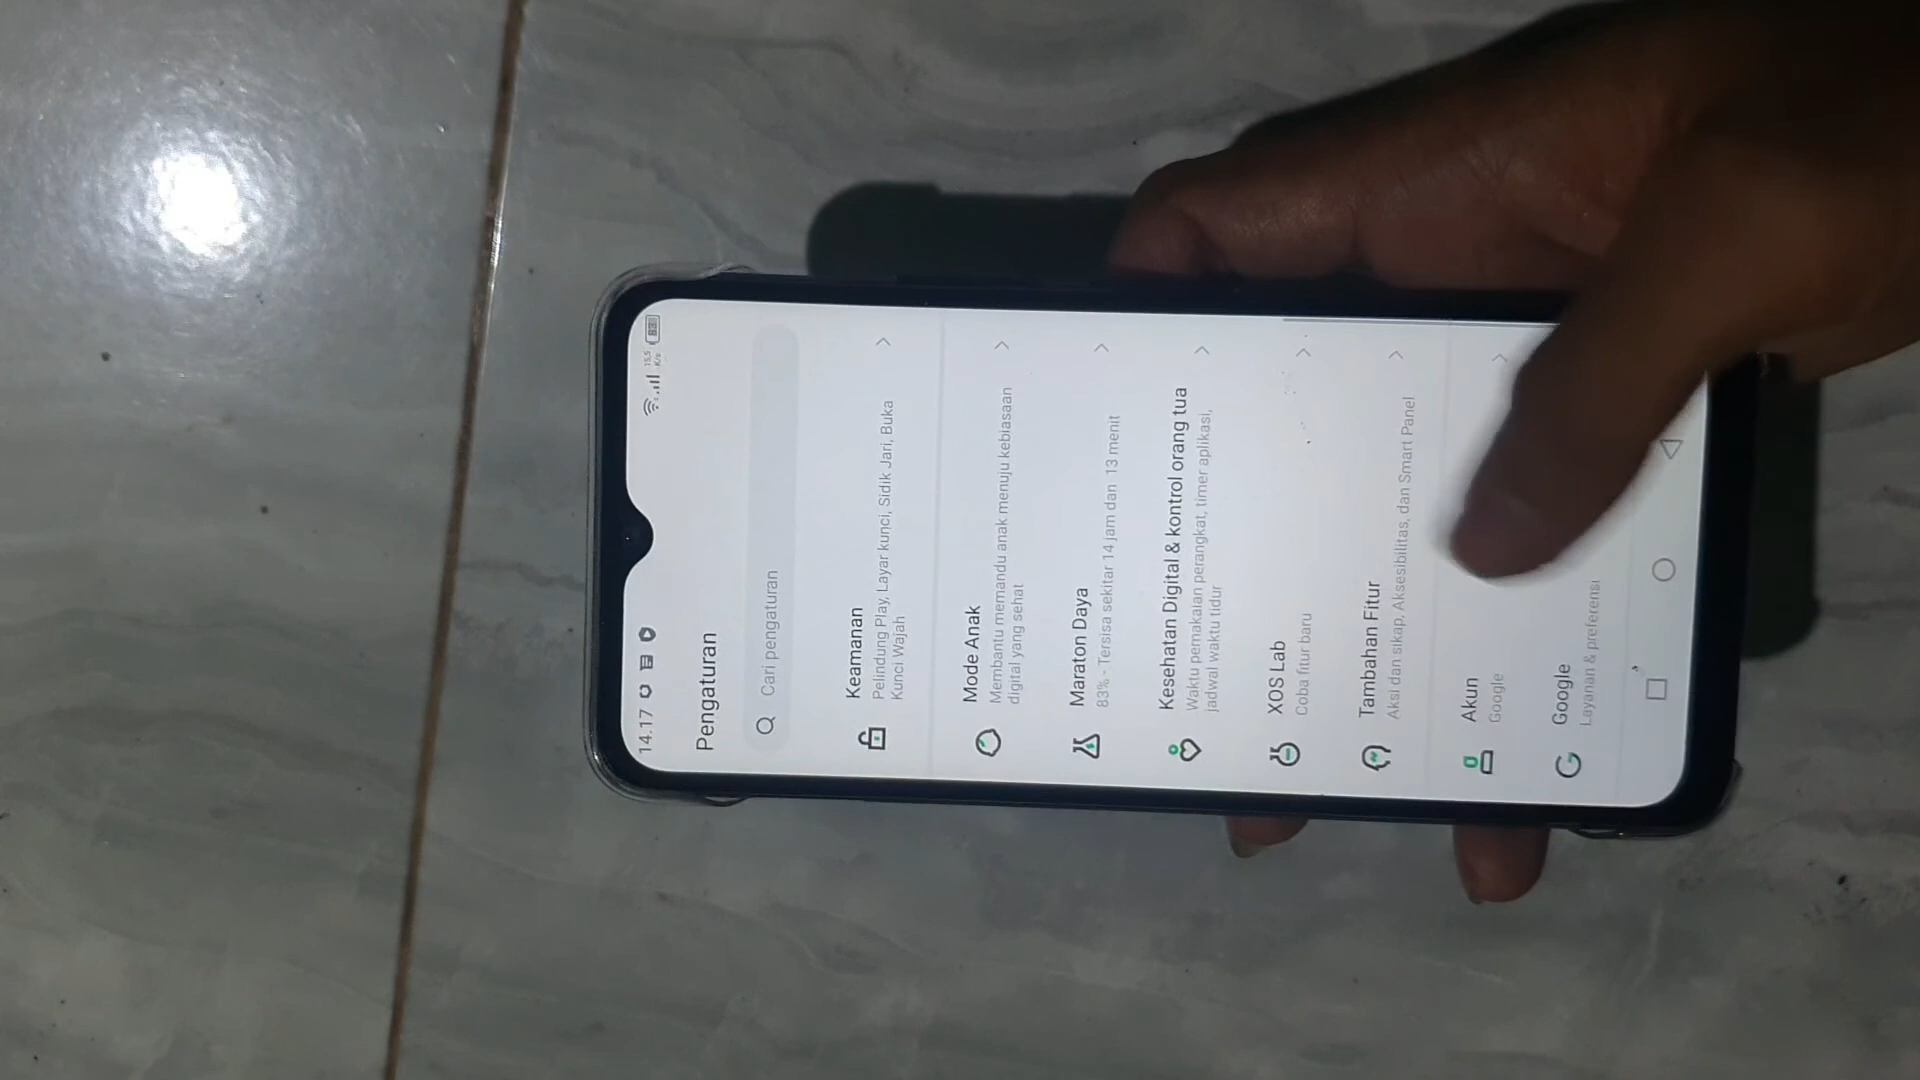 14.17
15,5
K/s
83
Pengaturan
Cari pengaturan
Keamanan
Pelindung Play, Layar kunci, Sidik Jari, Buka
Kunci Wajah
Mode Anak
Membantu memandu anak menuju kebiasaan
digital yang sehat
Maraton Daya
83% - Tersisa sekitar 14 jam dan 13 menit
Kesehatan Digital & kontrol orang tua
Waktu pemakaian perangkat, timer aplikasi,
jadwal waktu tidur
XOS Lab
Coba fitur baru
Tambahan Fitur
Aksi dan sikap, Aksesibilitas, dan Smart Panel
Akun
Google
Google
Layanan & preferensi